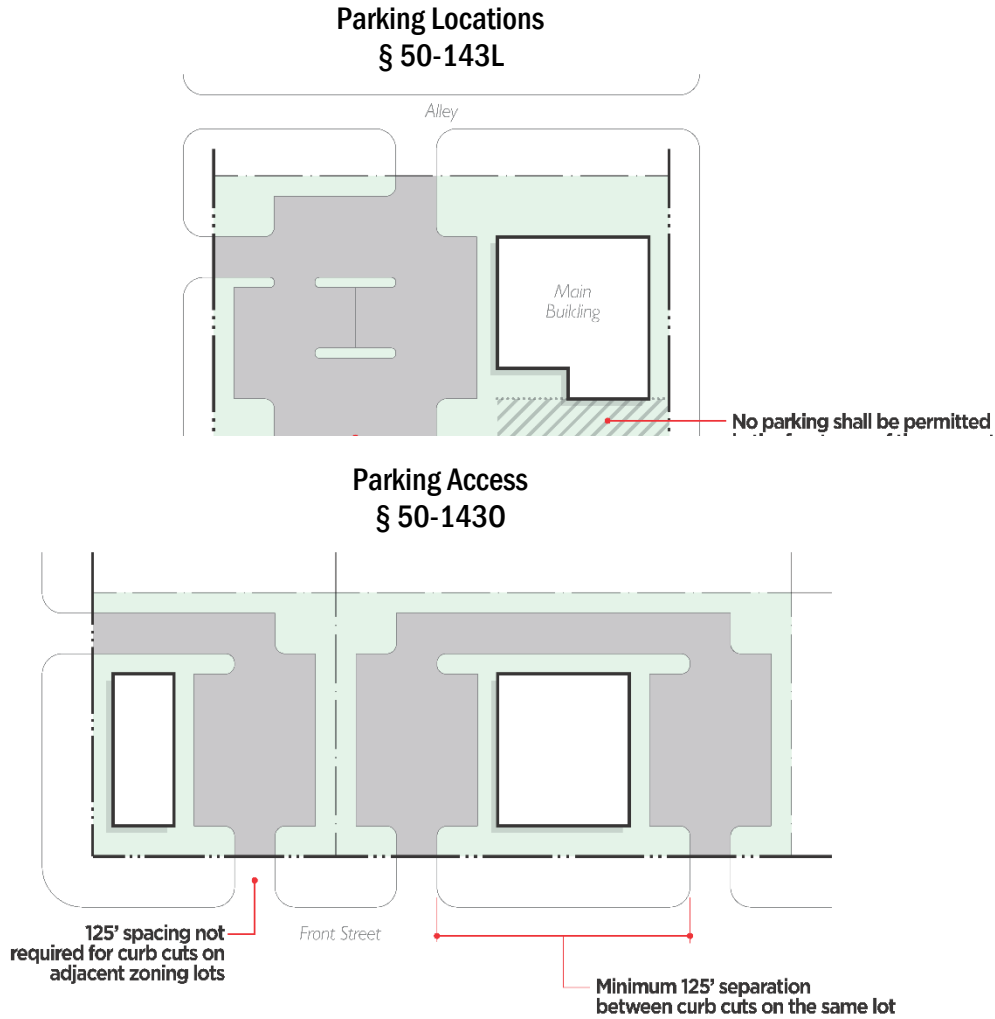 Parking Locations
§ 50-143L
Alley
Main
Building
No parking shall be permitted
Parking Access
§ 50-143O
125’ spacing not
required for curb cuts on
adjacent zoning lots
Front Street
Minimum 125’ separation
between curb cuts on the same lot